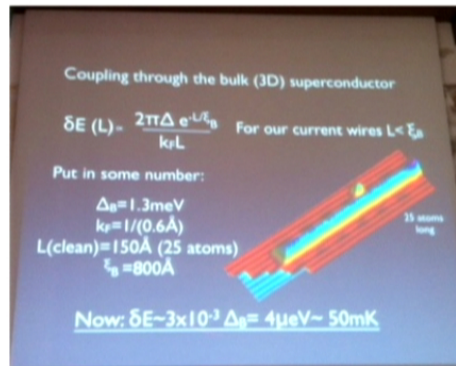 Coupling through the bulk (3D) superconductor
δE (L)= 2πΔ e^-L/ξB / kFL For our current wires L< ξB
Put in some number:
ΔB=1.3meV
kF=1/(0.6Å)
L(clean)=150Å (25 atoms)
ξB =800Å
25 atoms
long
Now: δE~3x10-3 ΔB= 4μeV~ 50mK